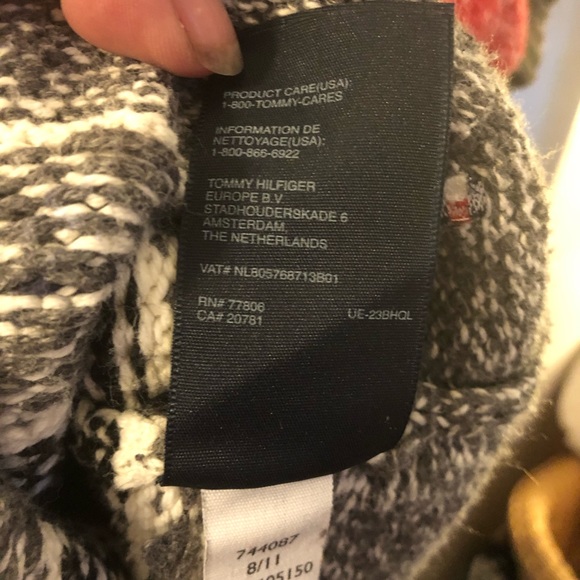 PRODUCT CARE(USA):
1-800-TOMMY-CARES
INFORMATION DE
NETTOYAGE(USA):
1-800-866-6922
TOMMY HILFIGER
EUROPE B.V
STADHOUDERSKADE 6
AMSTERDAM
THE NETHERLANDS
VAT# NL805768713B01
RN# 77806
CA# 20781
UE-23BHQL
744087
8/11